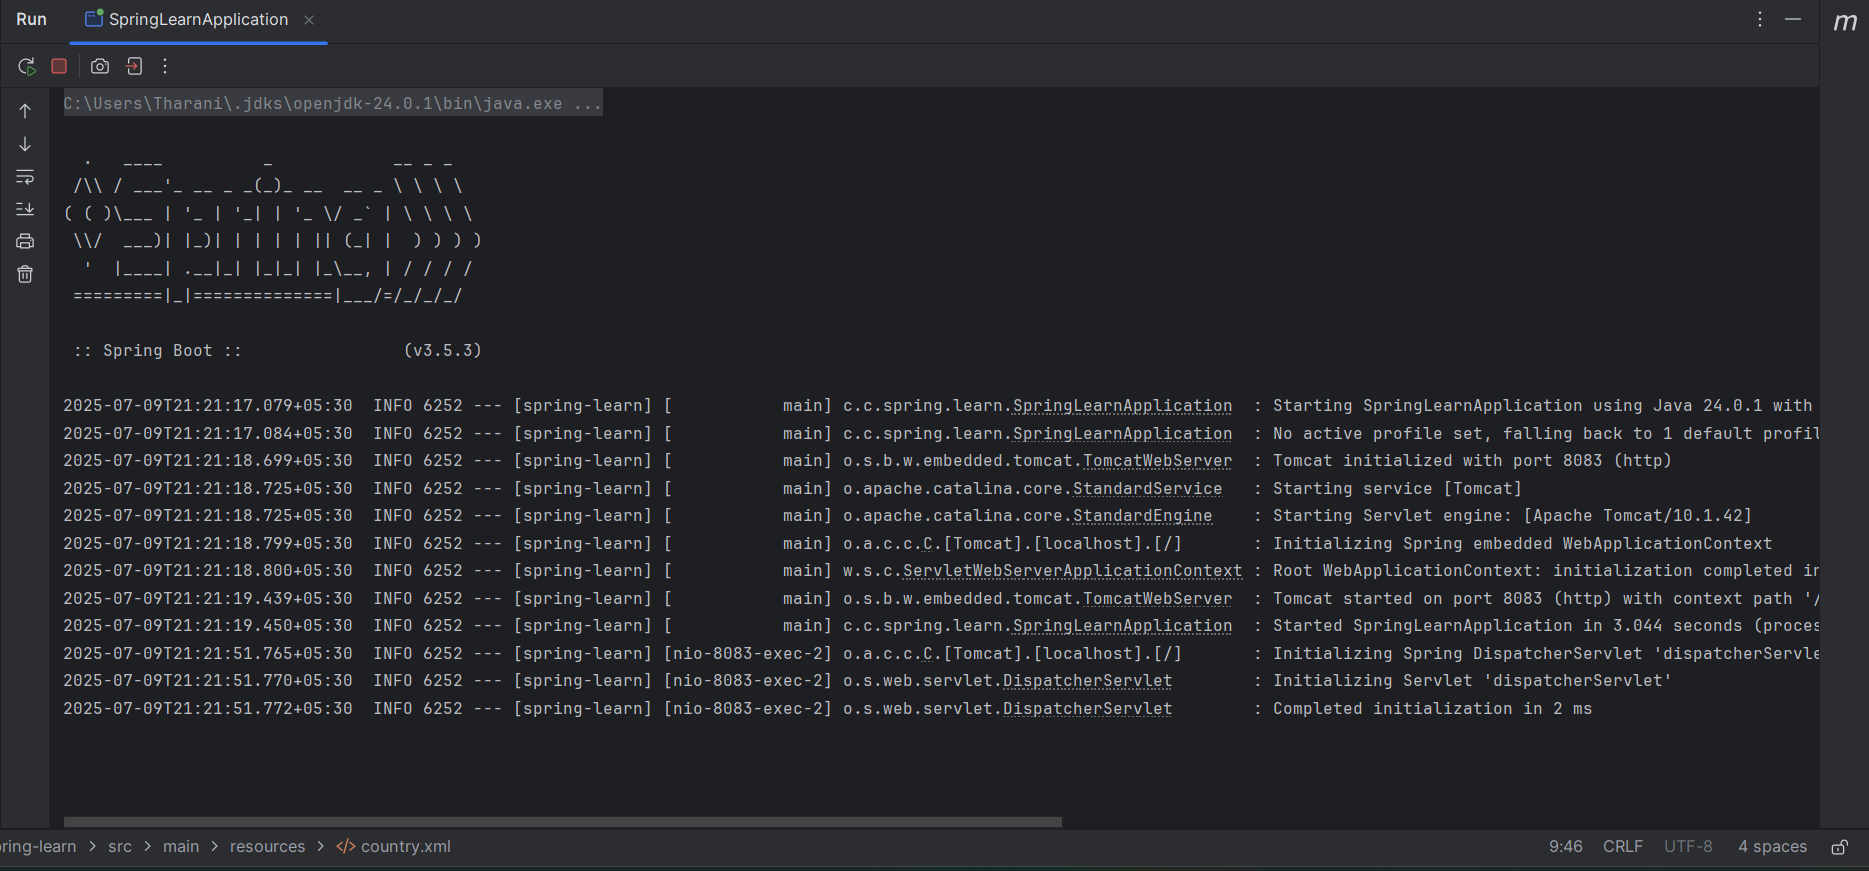 Run SpringLearnApplication
m
C:\Users\Tharani\.jdks\openjdk-24.0.1\bin\java.exe ...
  .   ____          _            __ _ _
 /\\ / ___'_ __ _ _(_)_ __  __ _ \ \ \ \
( ( )\___ | '_ | '_| | '_ \/ _` | \ \ \ \
 \\/  ___)| |_)| | | | | || (_| |  ) ) ) )
  '  |____| .__|_| |_|_| |_\__, | / / / /
 =========|_|==============|___/=/_/_/_/
 :: Spring Boot ::                (v3.5.3)
2025-07-09T21:21:17.079+05:30  INFO 6252 --- [spring-learn] [           main] c.c.spring.learn.SpringLearnApplication  : Starting SpringLearnApplication using Java 24.0.1 with
2025-07-09T21:21:17.084+05:30  INFO 6252 --- [spring-learn] [           main] c.c.spring.learn.SpringLearnApplication  : No active profile set, falling back to 1 default profil
2025-07-09T21:21:18.699+05:30  INFO 6252 --- [spring-learn] [           main] o.s.b.w.embedded.tomcat.TomcatWebServer  : Tomcat initialized with port 8083 (http)
2025-07-09T21:21:18.725+05:30  INFO 6252 --- [spring-learn] [           main] o.apache.catalina.core.StandardService   : Starting service [Tomcat]
2025-07-09T21:21:18.725+05:30  INFO 6252 --- [spring-learn] [           main] o.apache.catalina.core.StandardEngine    : Starting Servlet engine: [Apache Tomcat/10.1.42]
2025-07-09T21:21:18.799+05:30  INFO 6252 --- [spring-learn] [           main] o.a.c.c.C.[Tomcat].[localhost].[/]       : Initializing Spring embedded WebApplicationContext
2025-07-09T21:21:18.800+05:30  INFO 6252 --- [spring-learn] [           main] w.s.c.ServletWebServerApplicationContext : Root WebApplicationContext: initialization completed in
2025-07-09T21:21:19.439+05:30  INFO 6252 --- [spring-learn] [           main] o.s.b.w.embedded.tomcat.TomcatWebServer  : Tomcat started on port 8083 (http) with context path '/
2025-07-09T21:21:19.450+05:30  INFO 6252 --- [spring-learn] [           main] c.c.spring.learn.SpringLearnApplication  : Started SpringLearnApplication in 3.044 seconds (proces
2025-07-09T21:21:51.765+05:30  INFO 6252 --- [spring-learn] [nio-8083-exec-2] o.a.c.c.C.[Tomcat].[localhost].[/]       : Initializing Spring DispatcherServlet 'dispatcherServle
2025-07-09T21:21:51.770+05:30  INFO 6252 --- [spring-learn] [nio-8083-exec-2] o.s.web.servlet.DispatcherServlet        : Initializing Servlet 'dispatcherServlet'
2025-07-09T21:21:51.772+05:30  INFO 6252 --- [spring-learn] [nio-8083-exec-2] o.s.web.servlet.DispatcherServlet        : Completed initialization in 2 ms
ring-learn > src > main > resources > </> country.xml 9:46 CRLF UTF-8 4 spaces